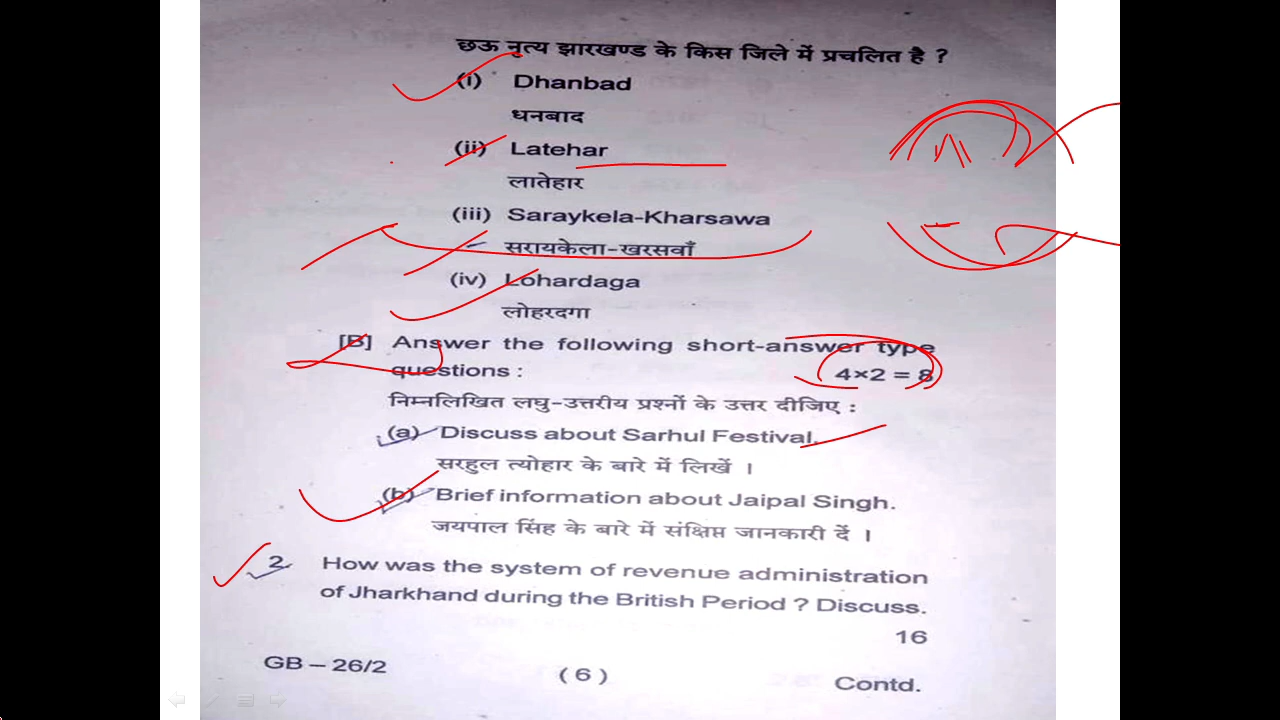 छऊ नृत्य झारखण्ड के किस जिले में प्रचलित है ?
(i) Dhanbad
धनबाद
(ii) Latehar
लातेहार
(iii) Saraykela-Kharsawa
सरायकेला-खरसवाँ
(iv) Lohardaga
लोहरदगा
[B] Answer the following short-answer type
questions : 4×2 = 8
निम्नलिखित लघु-उत्तरीय प्रश्नों के उत्तर दीजिए :
(a) Discuss about Sarhul Festival.
सरहुल त्योहार के बारे में लिखें ।
(b) Brief information about Jaipal Singh.
जयपाल सिंह के बारे में संक्षिप्त जानकारी दें ।
2. How was the system of revenue administration
of Jharkhand during the British Period ? Discuss.
16
GB – 26/2 ( 6 ) Contd.